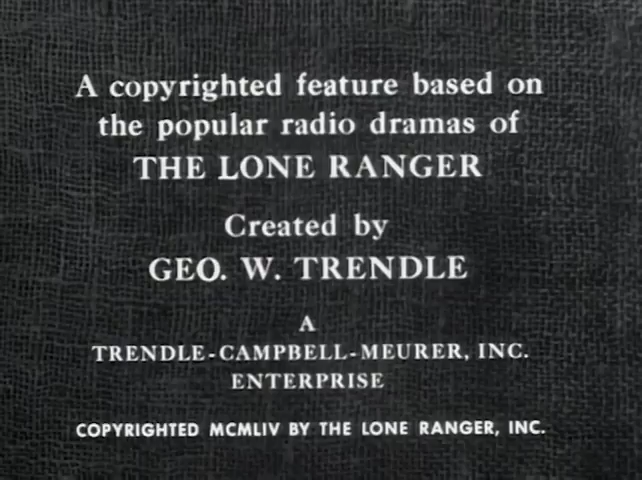 A copyrighted feature based on
the popular radio dramas of
THE LONE RANGER
Created by
GEO. W. TRENDLE
A
TRENDLE-CAMPBELL-MEURER, INC.
ENTERPRISE
COPYRIGHTED MCMLIV BY THE LONE RANGER, INC.